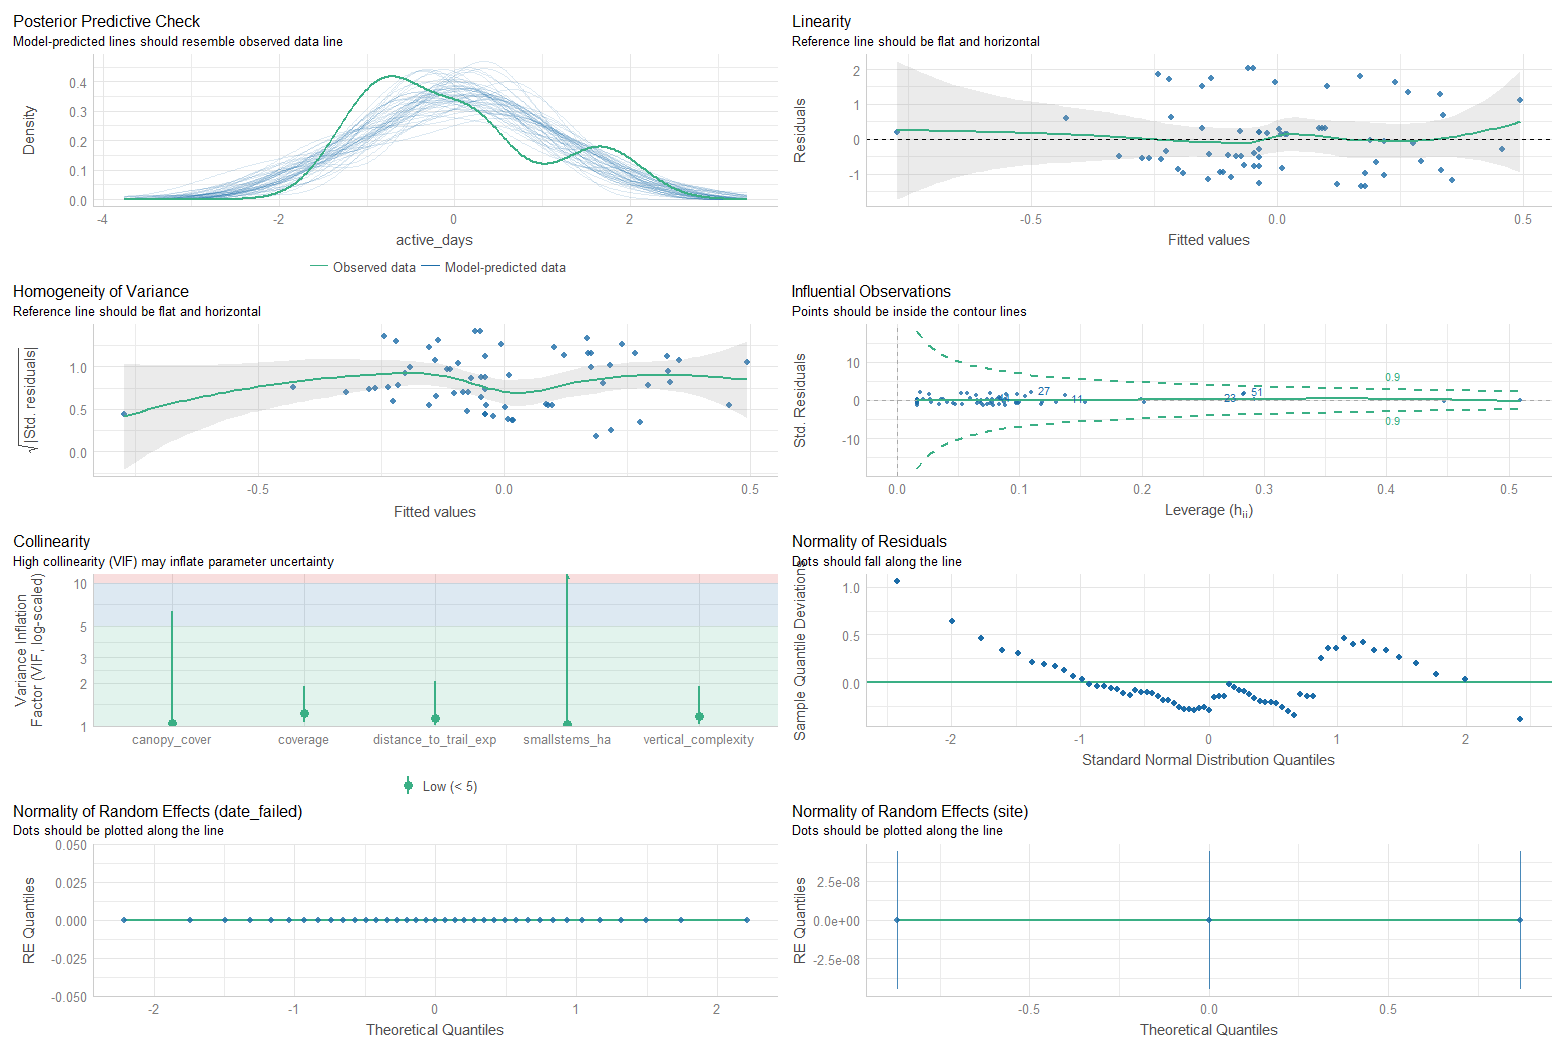 Posterior Predictive Check
Model-predicted lines should resemble observed data line
Density
0.4
0.3
0.2
0.1
0.0
-4
-2
0
2
active_days
Observed data
Model-predicted data
Linearity
Reference line should be flat and horizontal
Residuals
2
1
0
-1
-0.5
0.0
0.5
Fitted values
Homogeneity of Variance
Reference line should be flat and horizontal
√|Std. residuals|
1.0
0.5
0.0
-0.5
0.0
0.5
Fitted values
Influential Observations
Points should be inside the contour lines
Std. Residuals
10
0
-10
0.9
0.9
27
11
23
51
0.0
0.1
0.2
0.3
0.4
0.5
Leverage (hii)
Collinearity
High collinearity (VIF) may inflate parameter uncertainty
Variance Inflation
Factor (VIF, log-scaled)
10
5
3
2
1
canopy_cover
coverage
distance_to_trail_exp
smallstems_ha
vertical_complexity
Low (< 5)
Normality of Residuals
Dots should fall along the line
Sample Quantile Deviations
1.0
0.5
0.0
-2
-1
0
1
2
Standard Normal Distribution Quantiles
Normality of Random Effects (date_failed)
Dots should be plotted along the line
RE Quantiles
0.050
0.025
0.000
-0.025
-0.050
-2
-1
0
1
2
Theoretical Quantiles
Normality of Random Effects (site)
Dots should be plotted along the line
RE Quantiles
2.5e-08
0.0e+00
-2.5e-08
-0.5
0.0
0.5
Theoretical Quantiles